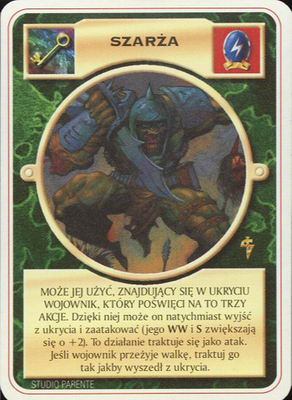 SZARŻA
MOŻE JEJ UŻYĆ, ZNAJDUJĄCY SIĘ W UKRYCIU
WOJOWNIK, KTÓRY POŚWIĘCI NA TO TRZY
AKCJE. Dzięki niej może on natychmiast wyjść
z ukrycia i zaatakować (jego WW i S zwiększają
się o +2). To działanie traktuje się jako atak.
Jeśli wojownik przeżyje walkę, traktuj go
tak jakby wyszedł z ukrycia.
STUDIO PARENTE